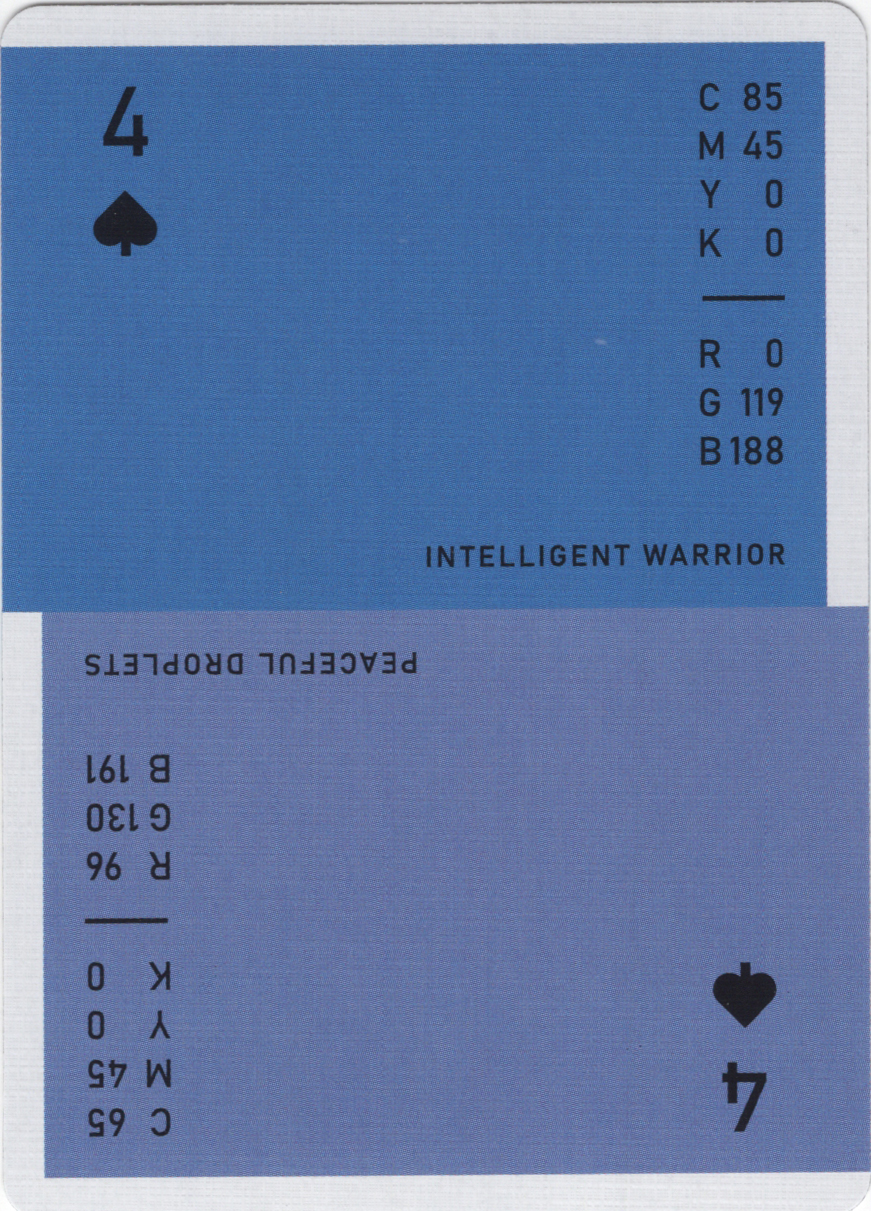 4
C 85
M 45
Y 0
K 0
R 0
G 119
B 188
INTELLIGENT WARRIOR
PEACEFUL DROPLETS
B 191
G 130
R 96
K 0
Y 0
M 45
C 65
4